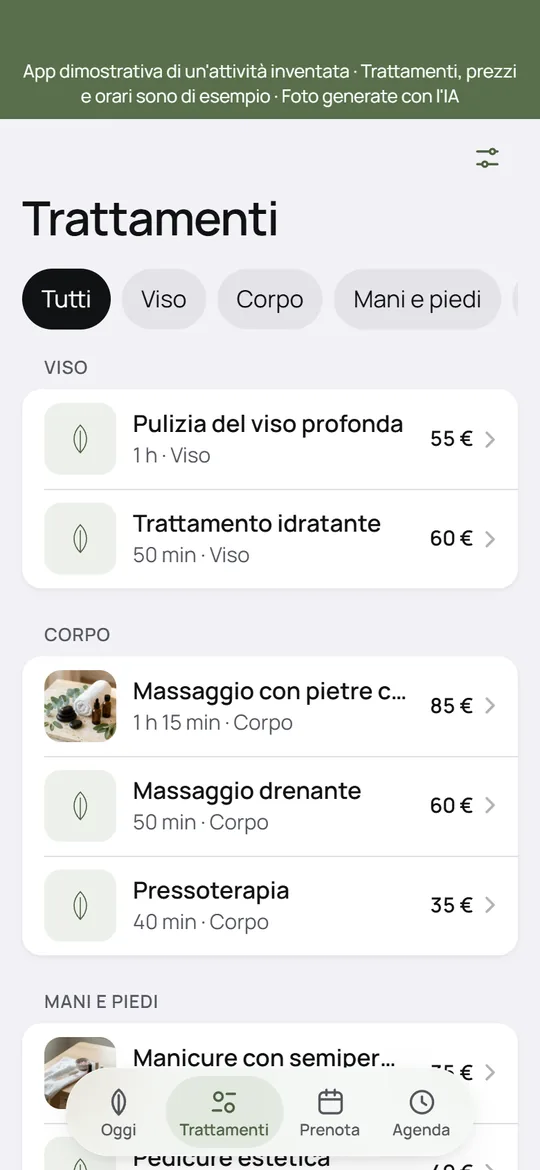 App dimostrativa di un'attività inventata · Trattamenti, prezzi
e orari sono di esempio · Foto generate con l'IA
Trattamenti
Tutti
Viso
Corpo
Mani e piedi
VISO
Pulizia del viso profonda
55 €
1 h · Viso
Trattamento idratante
60 €
50 min · Viso
CORPO
Massaggio con pietre c…
85 €
1 h 15 min · Corpo
Massaggio drenante
60 €
50 min · Corpo
Pressoterapia
35 €
40 min · Corpo
MANI E PIEDI
Manicure con semiper…
Oggi
Trattamenti
Prenota
Agenda
Pedicure estetica